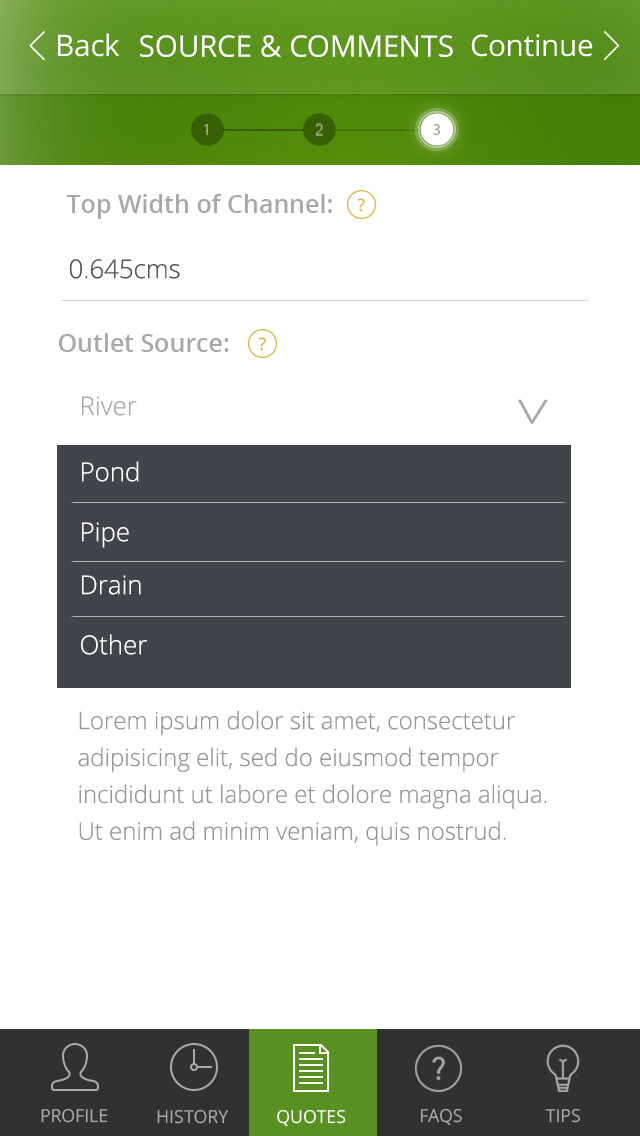 Back SOURCE & COMMENTS Continue
1 2 3
Top Width of Channel: ?
0.645cms
Outlet Source: ?
River
Pond
Pipe
Drain
Other
Lorem ipsum dolor sit amet, consectetur
adipisicing elit, sed do eiusmod tempor
incididunt ut labore et dolore magna aliqua.
Ut enim ad minim veniam, quis nostrud.
?
PROFILE HISTORY QUOTES FAQS TIPS